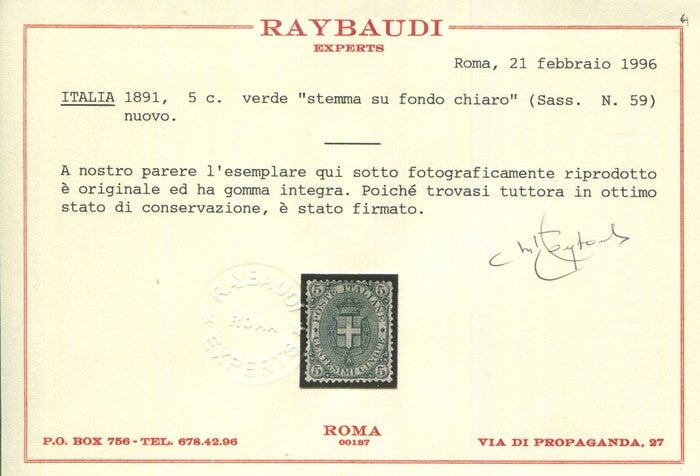 RAYBAUDI
EXPERTS
Roma, 21 febbraio 1996
ITALIA 1891, 5 c. verde "stemma su fondo chiaro" (Sass. N. 59)
nuovo.
A nostro parere l'esemplare qui sotto fotograficamente riprodotto
è originale ed ha gomma integra. Poiché trovasi tuttora in ottimo
stato di conservazione, è stato firmato.
RAYBAUDI
ROMA
EXPERTS
5 POSTE ITALIANE 5
5 CENTESIMI CINQUE 5
ROMA
00187
P.O. BOX 756 - TEL. 678.42.96
VIA DI PROPAGANDA, 27